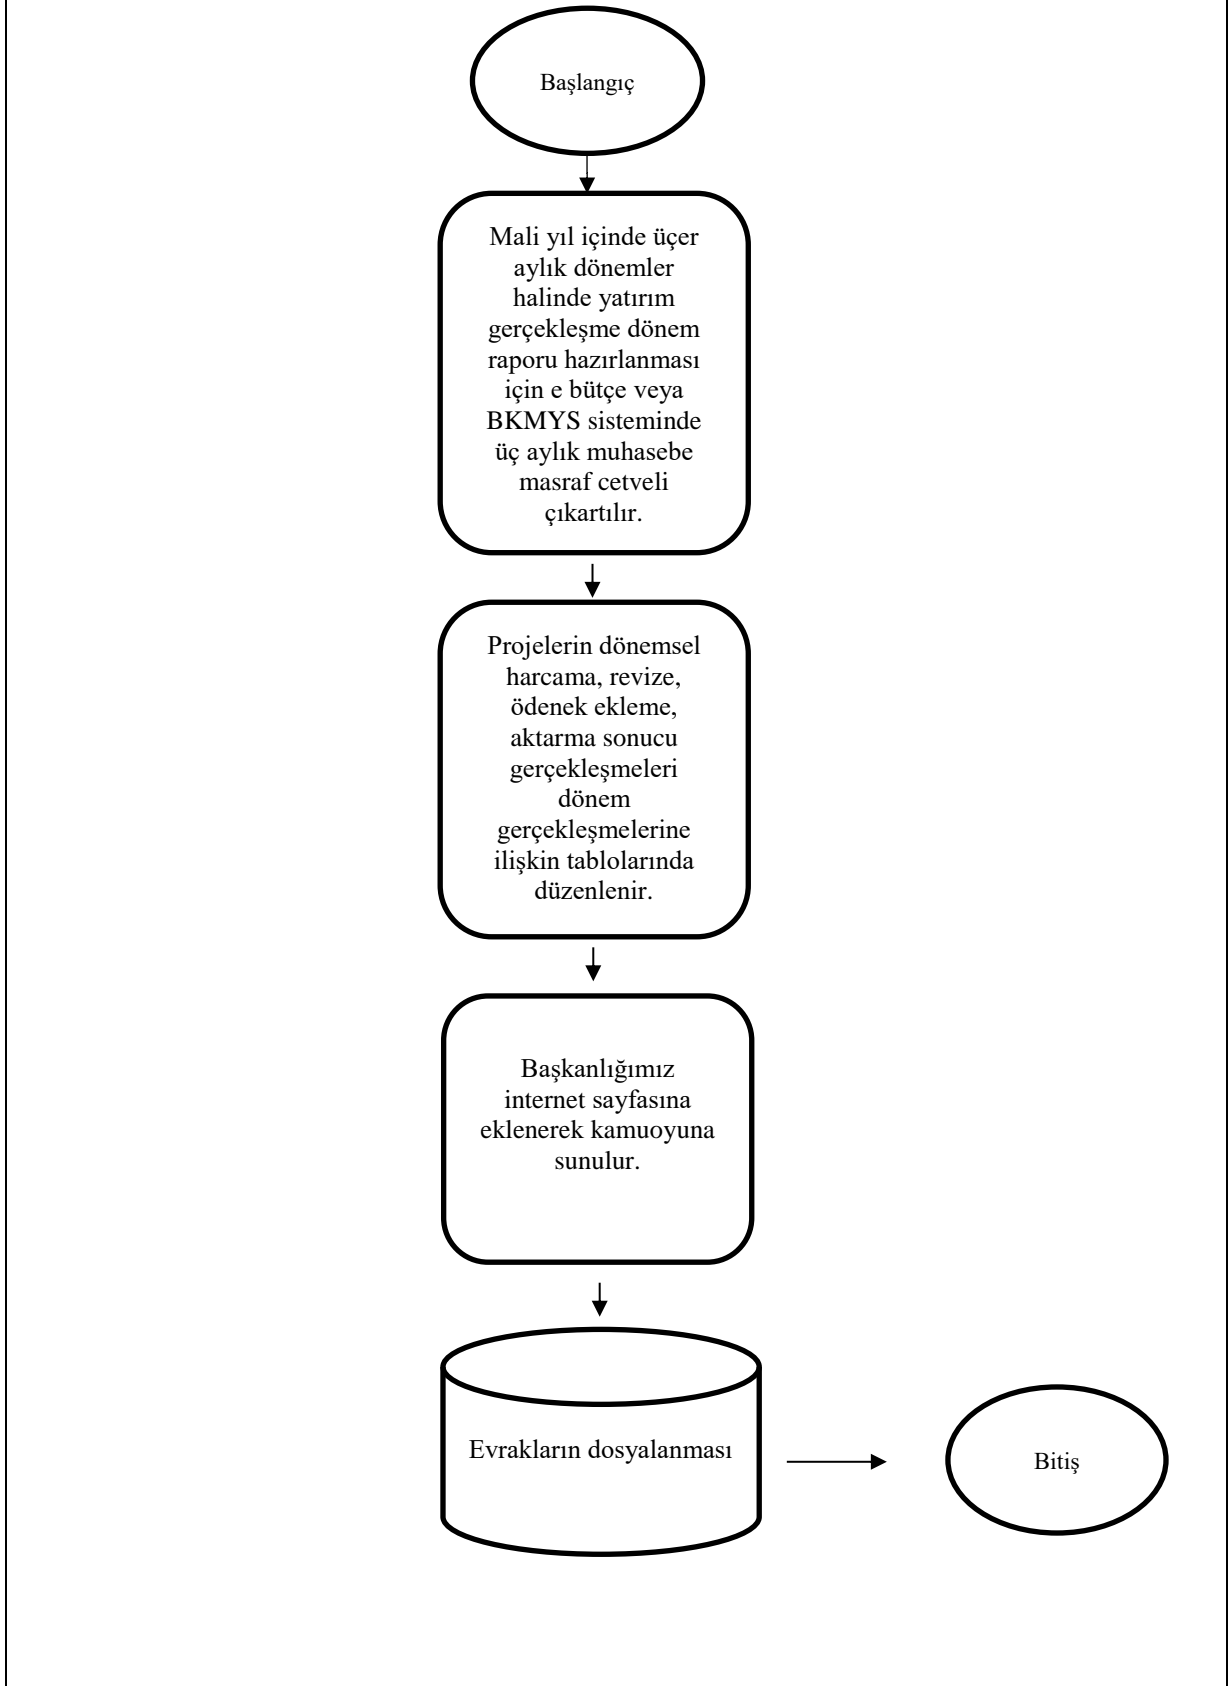 Başlangıç
Mali yıl içinde üçer
aylık dönemler
halinde yatırım
gerçekleşme dönem
raporu hazırlanması
için e bütçe veya
BKMYS sisteminde
üç aylık muhasebe
masraf cetveli
çıkartılır.
Projelerin dönemsel
harcama, revize,
ödenek ekleme,
aktarma sonucu
gerçekleşmeleri
dönem
gerçekleşmelerine
ilişkin tablolarında
düzenlenir.
Başkanlığımız
internet sayfasına
eklenerek kamuoyuna
sunulur.
Evrakların dosyalanması
Bitiş